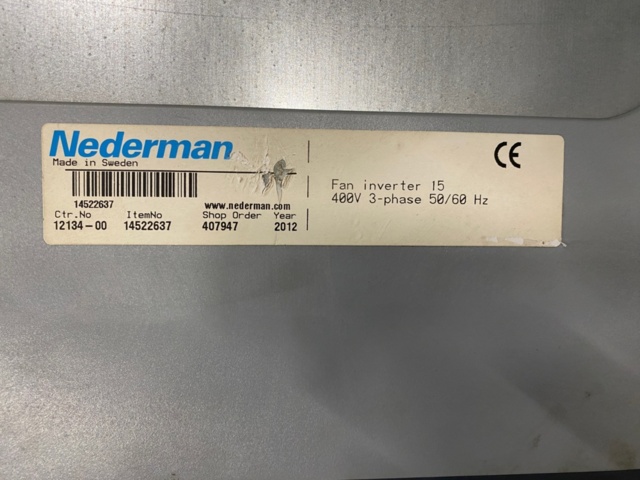 Nederman
Made in Sweden
14522637
www.nederman.com
Ctr.No ItemNo Shop Order Year
12134-00 14522637 407947 2012
Fan inverter 15
400V 3-phase 50/60 Hz
CE